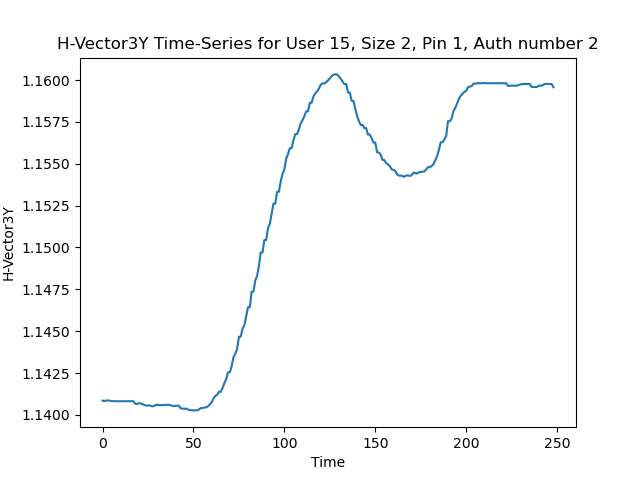 H-Vector3Y Time-Series for User 15, Size 2, Pin 1, Auth number 2
1.1600
1.1575
1.1550
1.1525
1.1500
1.1475
1.1450
1.1425
1.1400
H-Vector3Y
0 50 100 150 200 250
Time